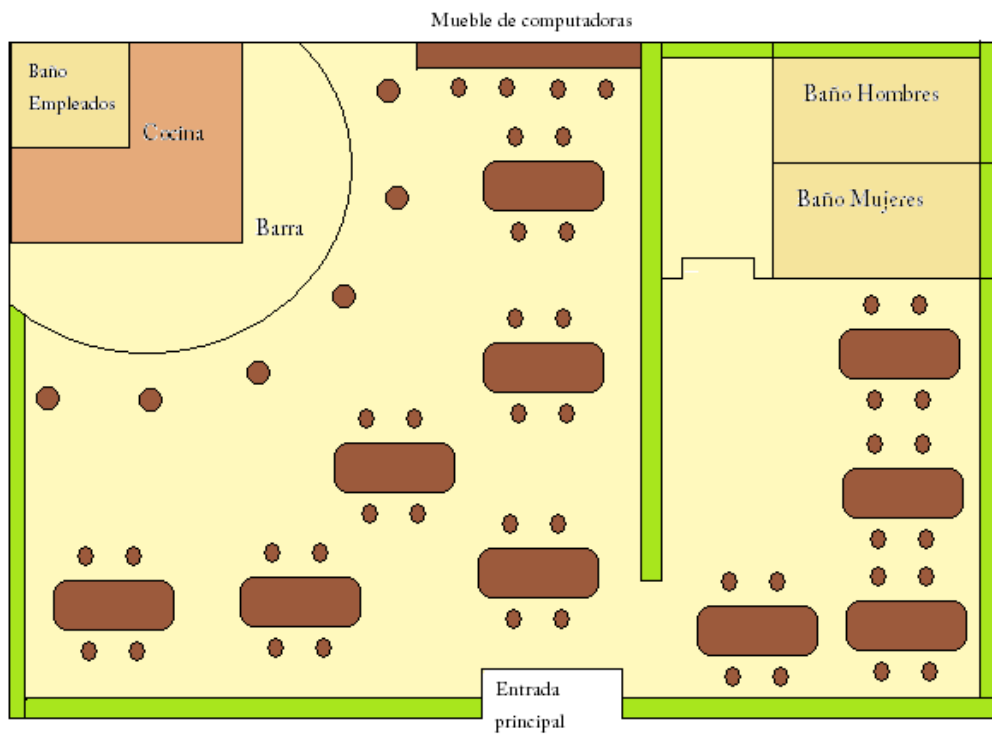 Mueble de computadoras
Baño
Empleados
Cocina
Barra
Baño Hombres
Baño Mujeres
Entrada
principal